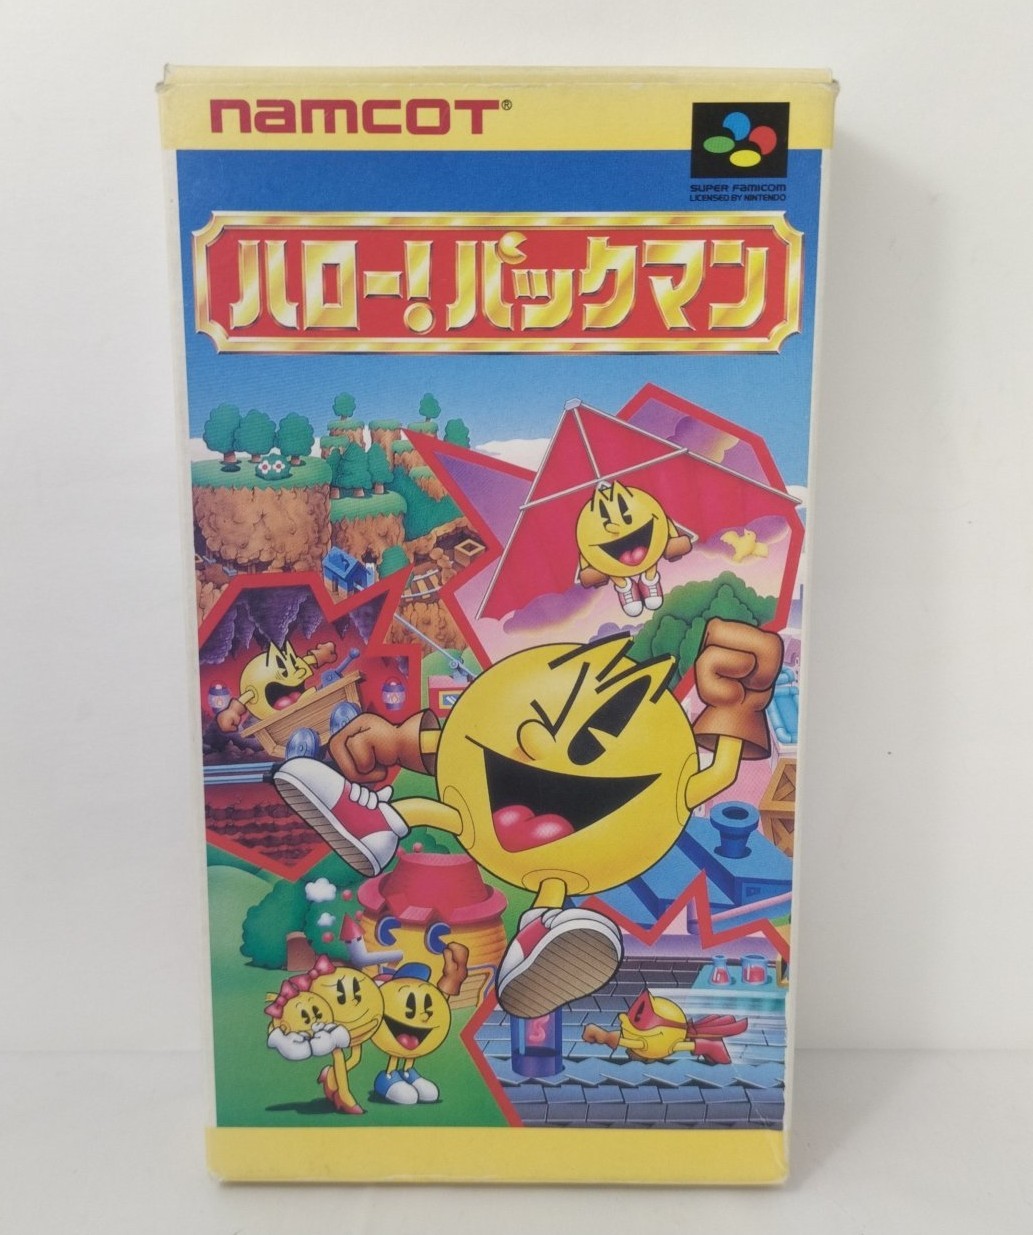 namcot®
SUPER FAMICOM
LICENSED BY NINTENDO
ハロー!パックマン